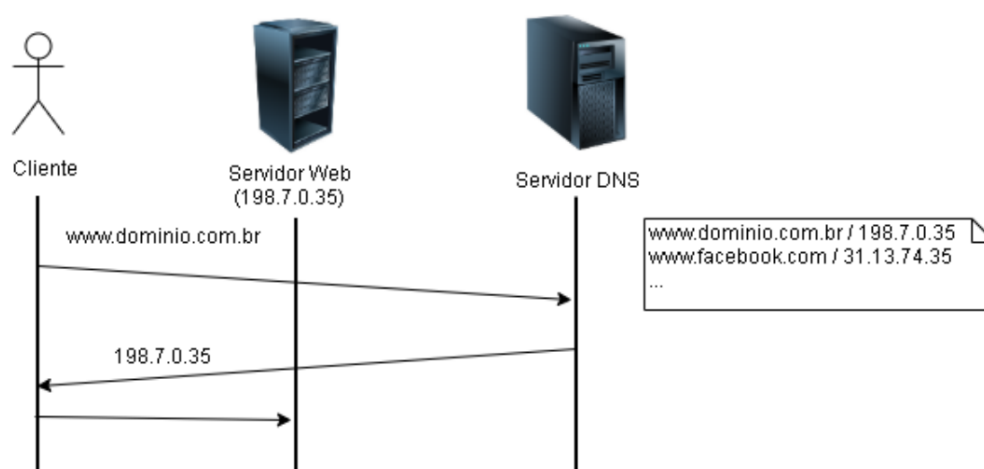 Cliente
Servidor Web
(198.7.0.35)
Servidor DNS
www.dominio.com.br
www.dominio.com.br / 198.7.0.35
www.facebook.com / 31.13.74.35
...
198.7.0.35